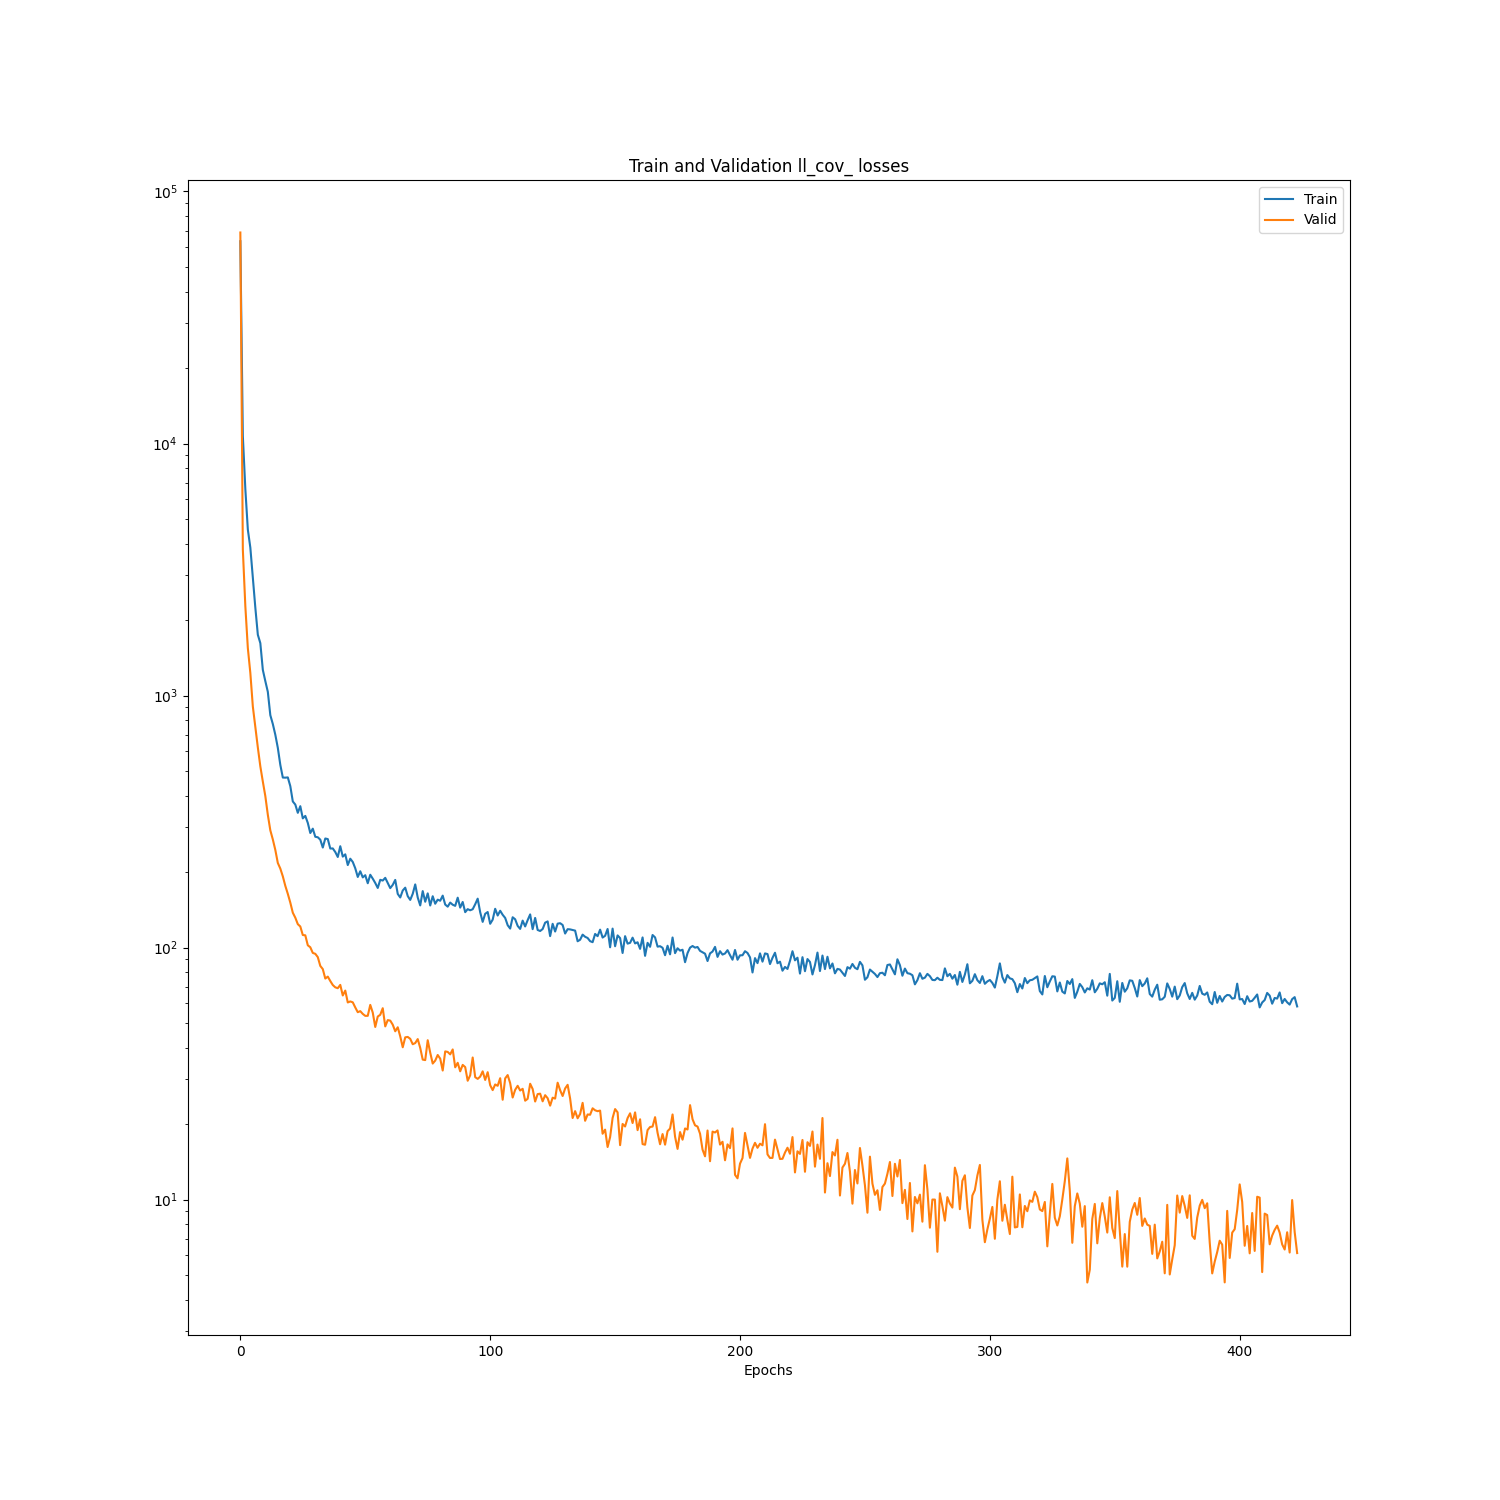 Train and Validation ll_cov_ losses
Train
Valid
10⁵
10⁴
10³
10²
10¹
0 100 200 300 400
Epochs